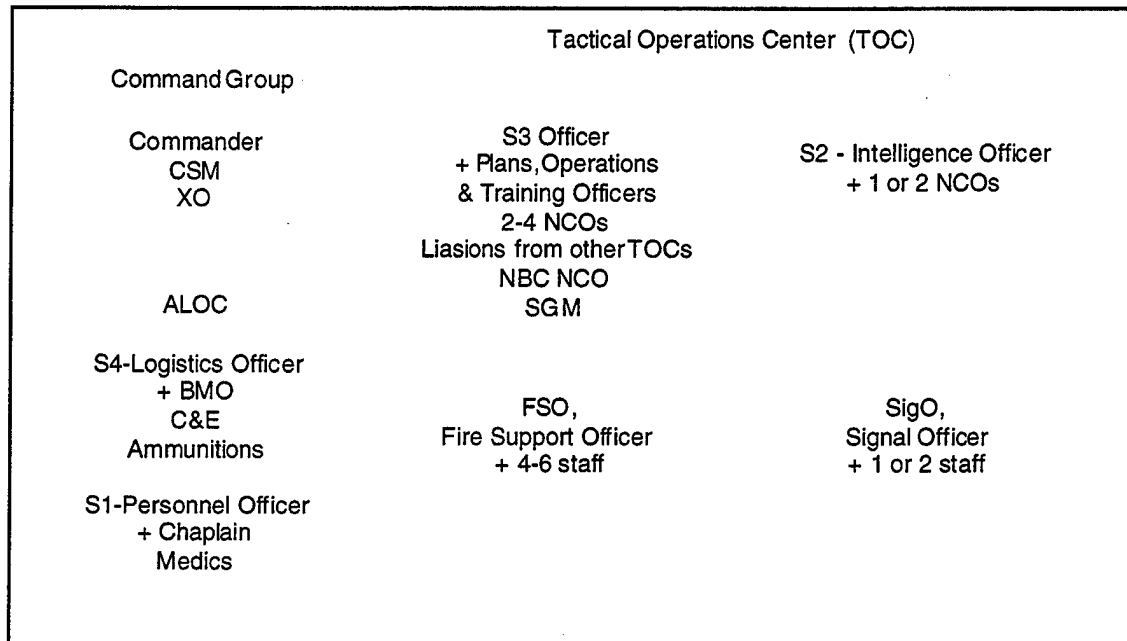 Tactical Operations Center (TOC)
Command Group
Commander
CSM
XO
S3 Officer
+ Plans,Operations
& Training Officers
2-4 NCOs
Liasions from other TOCs
NBC NCO
SGM
S2 - Intelligence Officer
+ 1 or 2 NCOs
ALOC
S4-Logistics Officer
+ BMO
C&E
Ammunitions
FSO,
Fire Support Officer
+ 4-6 staff
SigO,
Signal Officer
+ 1 or 2 staff
S1-Personnel Officer
+ Chaplain
Medics